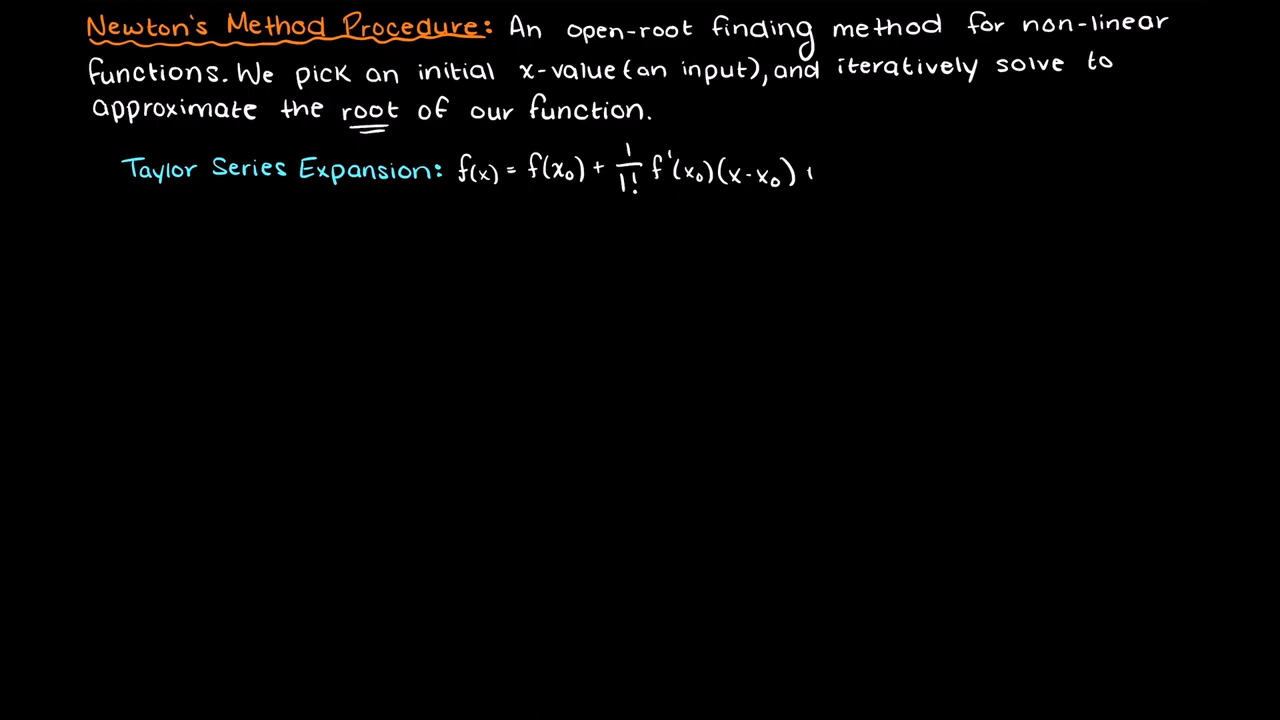 Newton's Method Procedure: An open-root finding method for non-linear
functions. We pick an initial x-value (an input), and iteratively solve to
approximate the root of our function.
Taylor Series Expansion: f(x) = f(x₀) + 1/1! f'(x₀)(x-x₀)